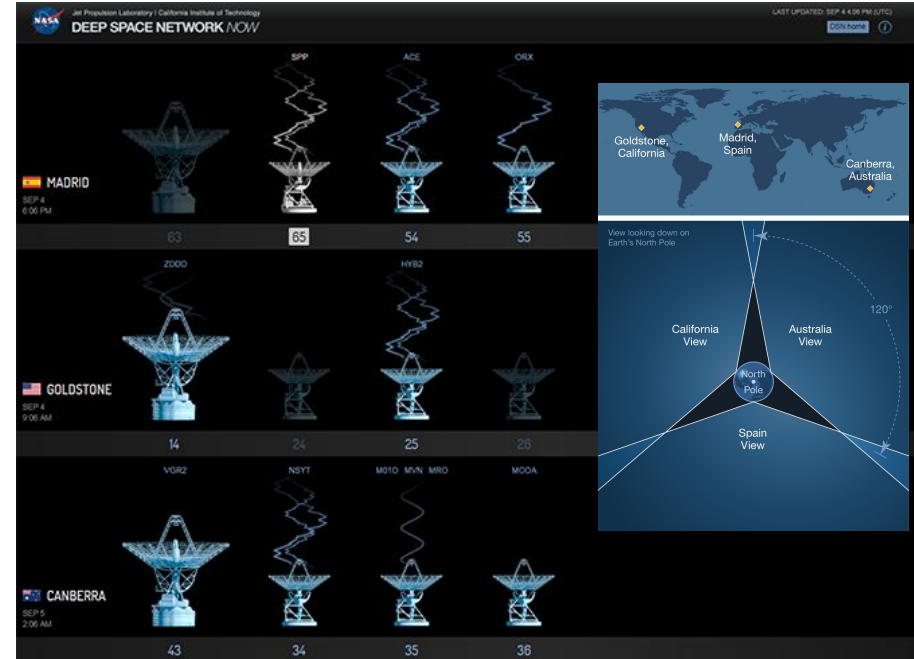 NASA
Jet Propulsion Laboratory | California Institute of Technology
DEEP SPACE NETWORK NOW
LAST UPDATED: SEP 4 4:06 PM (UTC)
DSN home
i
SPP
ACE
ORX
MADRID
SEP 4
6:06 PM
63
65
54
55
ZDDO
HYB2
GOLDSTONE
SEP 4
9:06 AM
14
24
25
26
VGR2
NSYT
M01O MVN MRO
MODA
CANBERRA
SEP 5
2:06 AM
43
34
35
36
Goldstone,
California
Madrid,
Spain
Canberra,
Australia
View looking down on
Earth's North Pole
120°
California
View
Australia
View
North
Pole
Spain
View